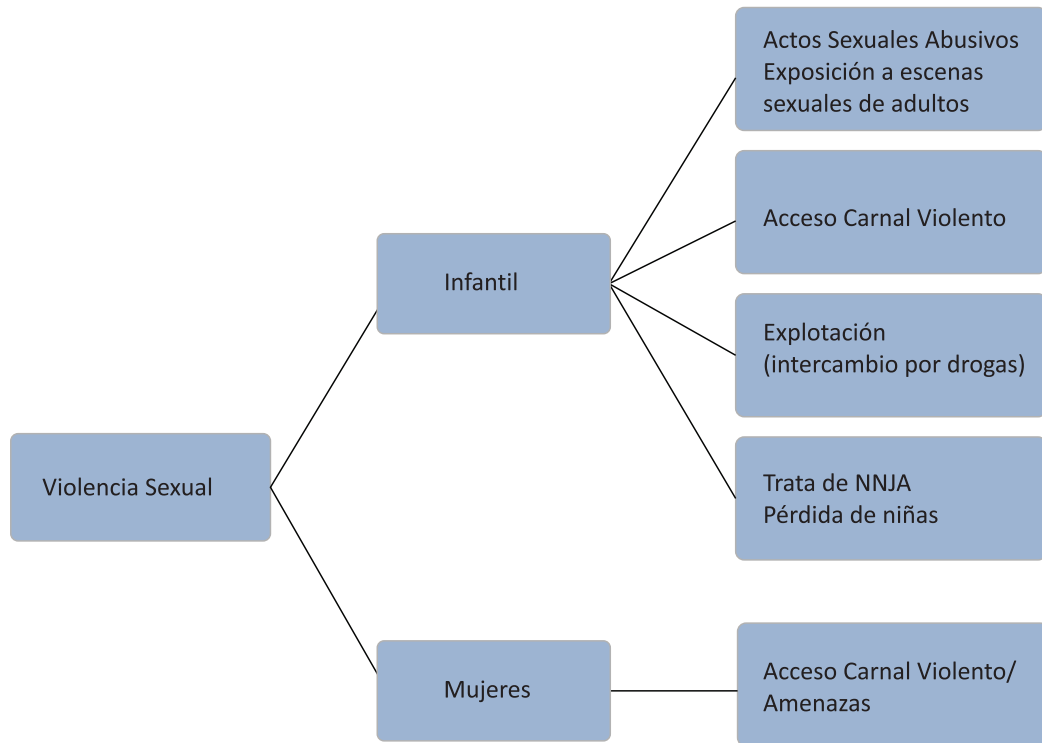 Violencia Sexual
Infantil
Actos Sexuales Abusivos
Exposición a escenas
sexuales de adultos
Acceso Carnal Violento
Explotación
(intercambio por drogas)
Trata de NNJA
Pérdida de niñas
Mujeres
Acceso Carnal Violento/
Amenazas